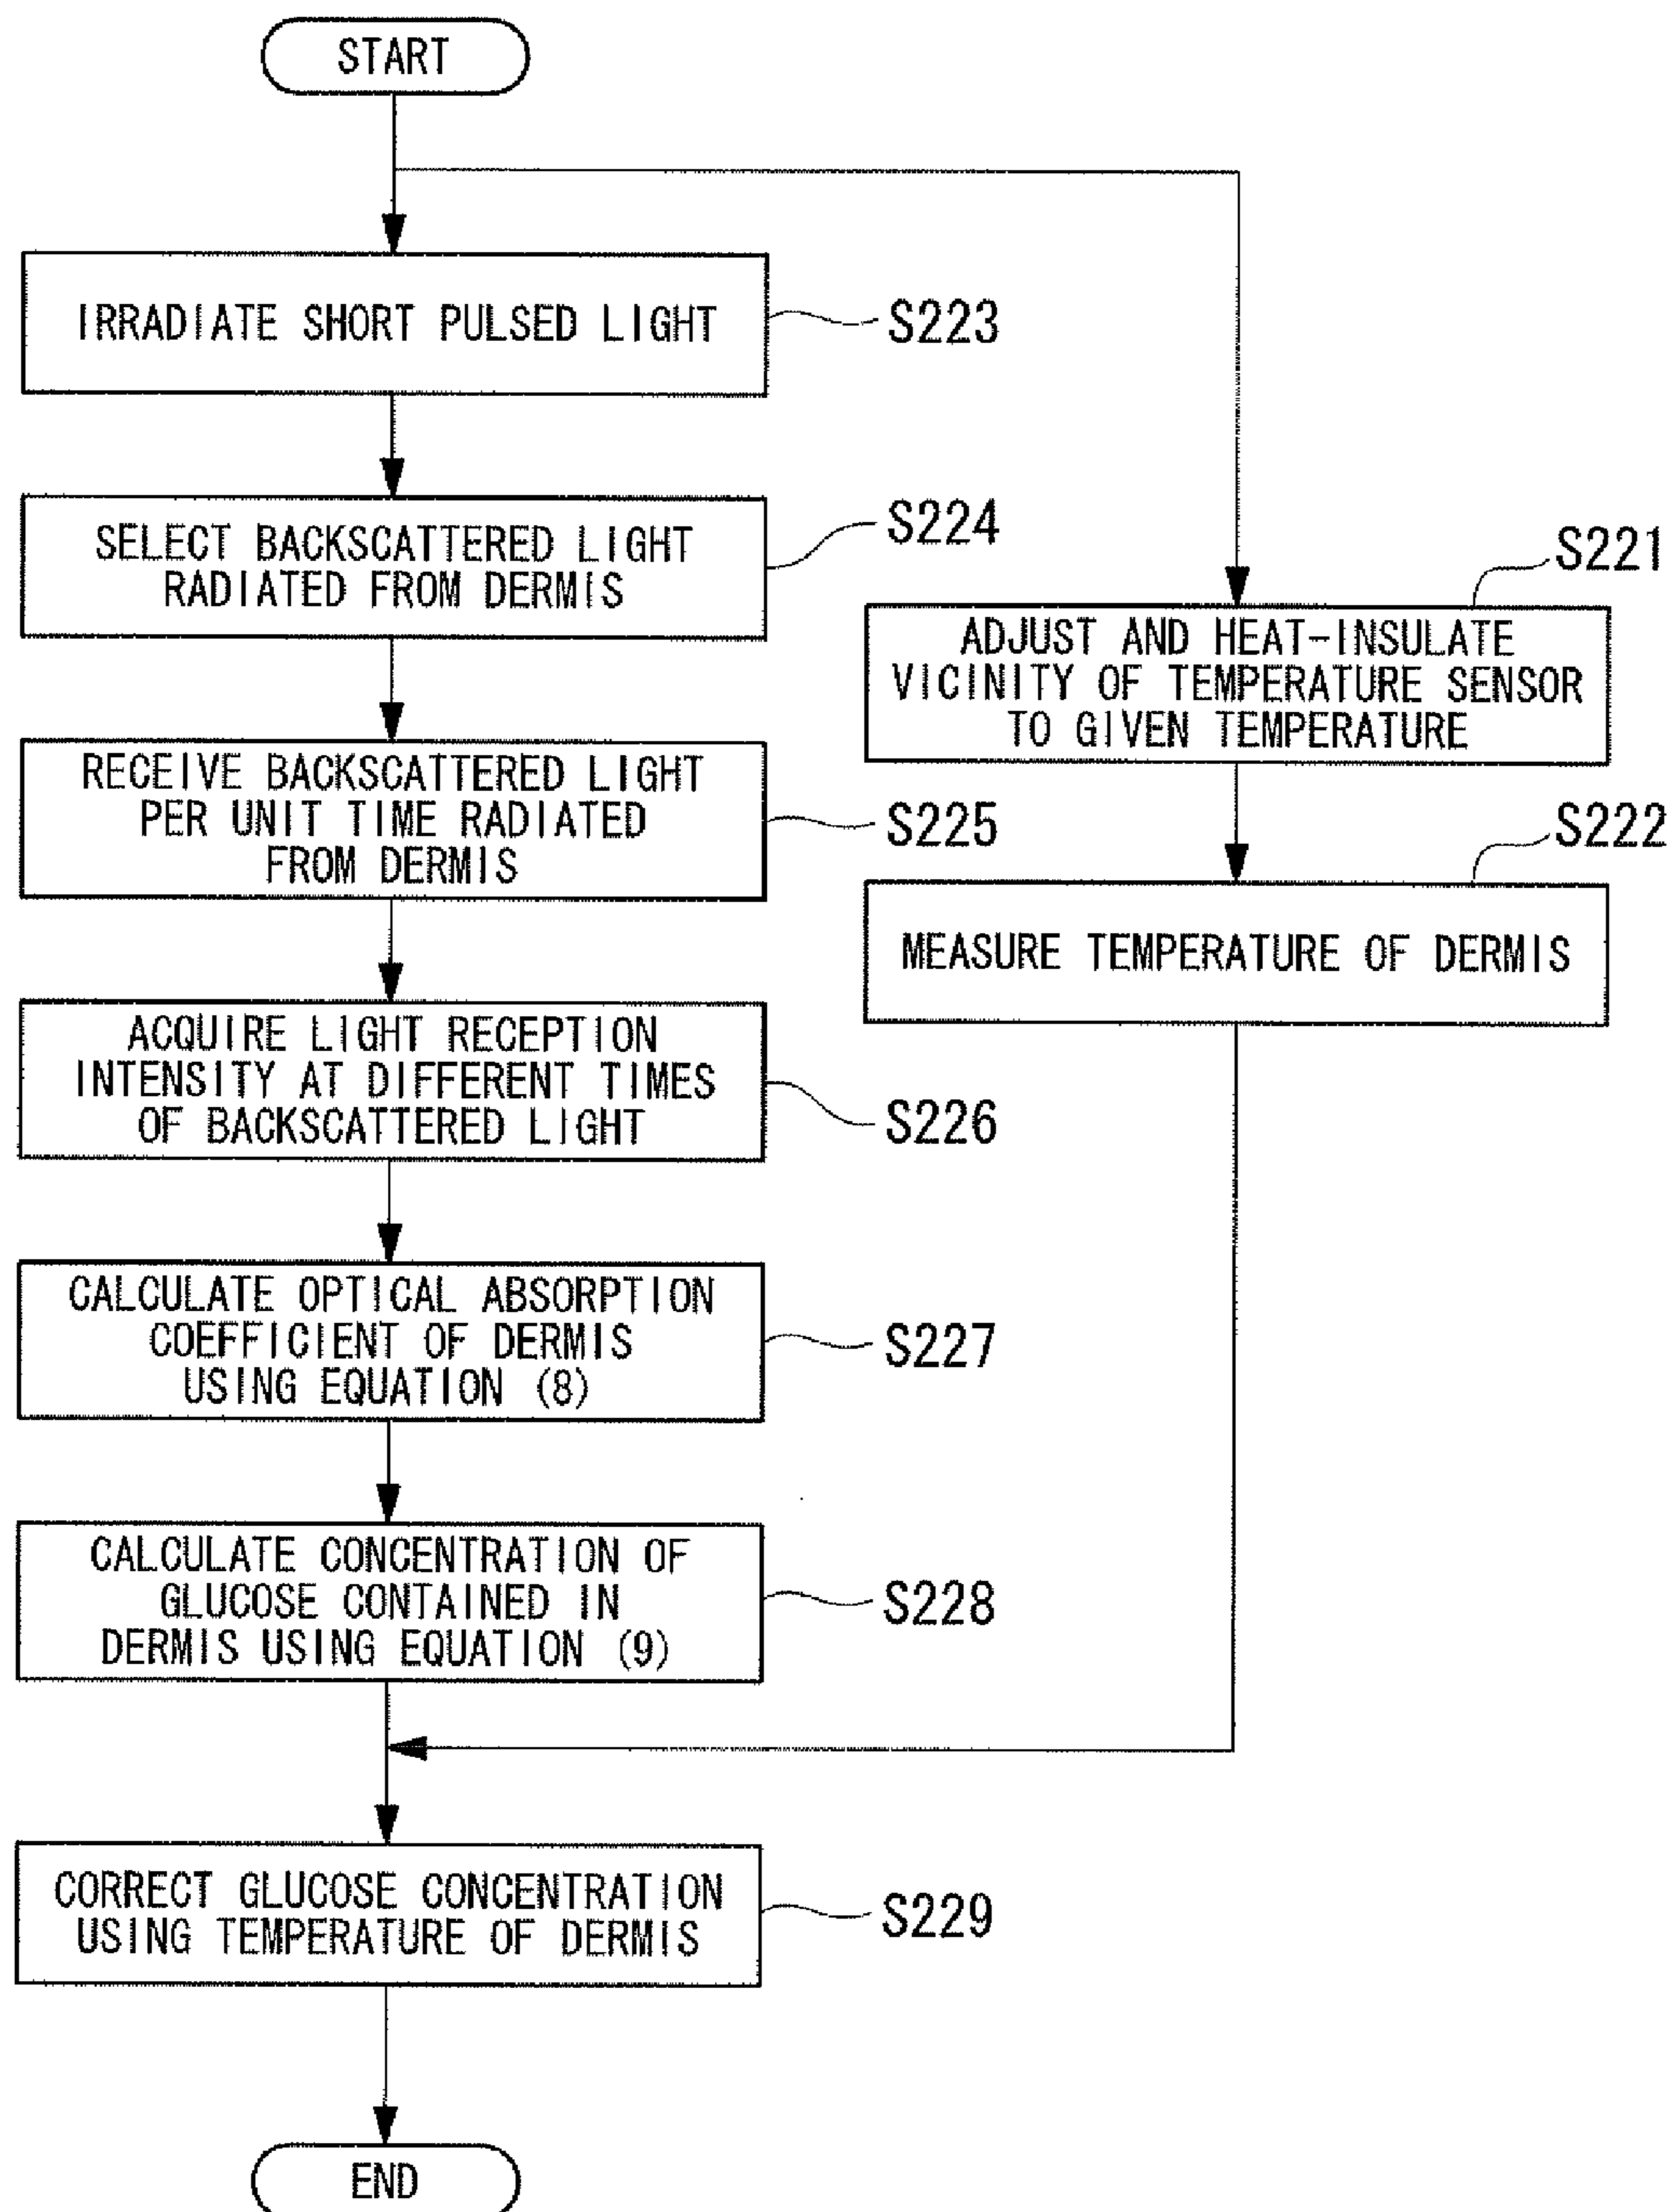 START
IRRADIATE SHORT PULSED LIGHT
S223
SELECT BACKSCATTERED LIGHT
RADIATED FROM DERMIS
S224
RECEIVE BACKSCATTERED LIGHT
PER UNIT TIME RADIATED
FROM DERMIS
S225
ACQUIRE LIGHT RECEPTION
INTENSITY AT DIFFERENT TIMES
OF BACKSCATTERED LIGHT
S226
CALCULATE OPTICAL ABSORPTION
COEFFICIENT OF DERMIS
USING EQUATION (8)
S227
CALCULATE CONCENTRATION OF
GLUCOSE CONTAINED IN
DERMIS USING EQUATION (9)
S228
S221
ADJUST AND HEAT-INSULATE
VICINITY OF TEMPERATURE SENSOR
TO GIVEN TEMPERATURE
S222
MEASURE TEMPERATURE OF DERMIS
CORRECT GLUCOSE CONCENTRATION
USING TEMPERATURE OF DERMIS
S229
END